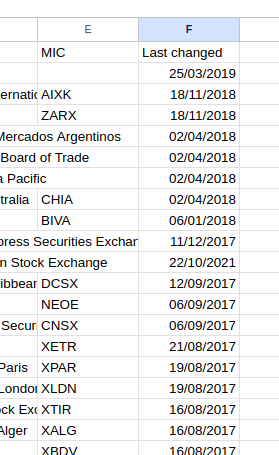 E F
MIC Last changed
25/03/2019
ernatic AIXK 18/11/2018
ZARX 18/11/2018
Mercados Argentinos 02/04/2018
Board of Trade 02/04/2018
a Pacific 02/04/2018
tralia CHIA 02/04/2018
BIVA 06/01/2018
press Securities Exchan 11/12/2017
n Stock Exchange 22/10/2021
ibbean DCSX 12/09/2017
NEOE 06/09/2017
Secur CNSX 06/09/2017
XETR 21/08/2017
Paris XPAR 19/08/2017
London XLDN 19/08/2017
ock Exc XTIR 16/08/2017
Alger XALG 16/08/2017
XBDV 16/08/2017